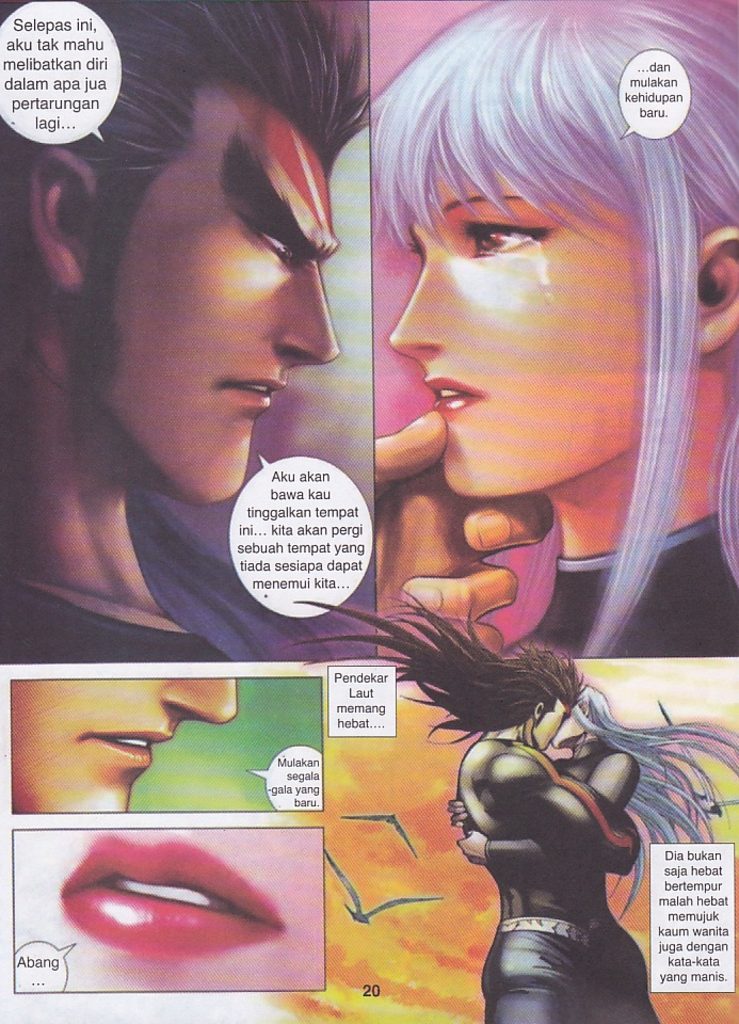 Selepas ini,
aku tak mahu
melibatkan diri
dalam apa jua
pertarungan
lagi...
...dan
mulakan
kehidupan
baru.
Aku akan
bawa kau
tinggalkan tempat
ini... kita akan pergi
sebuah tempat yang
tiada sesiapa dapat
menemui kita...
Pendekar
Laut
memang
hebat....
Mulakan
segala
-gala yang
baru.
Abang
...
Dia bukan
saja hebat
bertempur
malah hebat
memujuk
kaum wanita
juga dengan
kata-kata
yang manis.
20